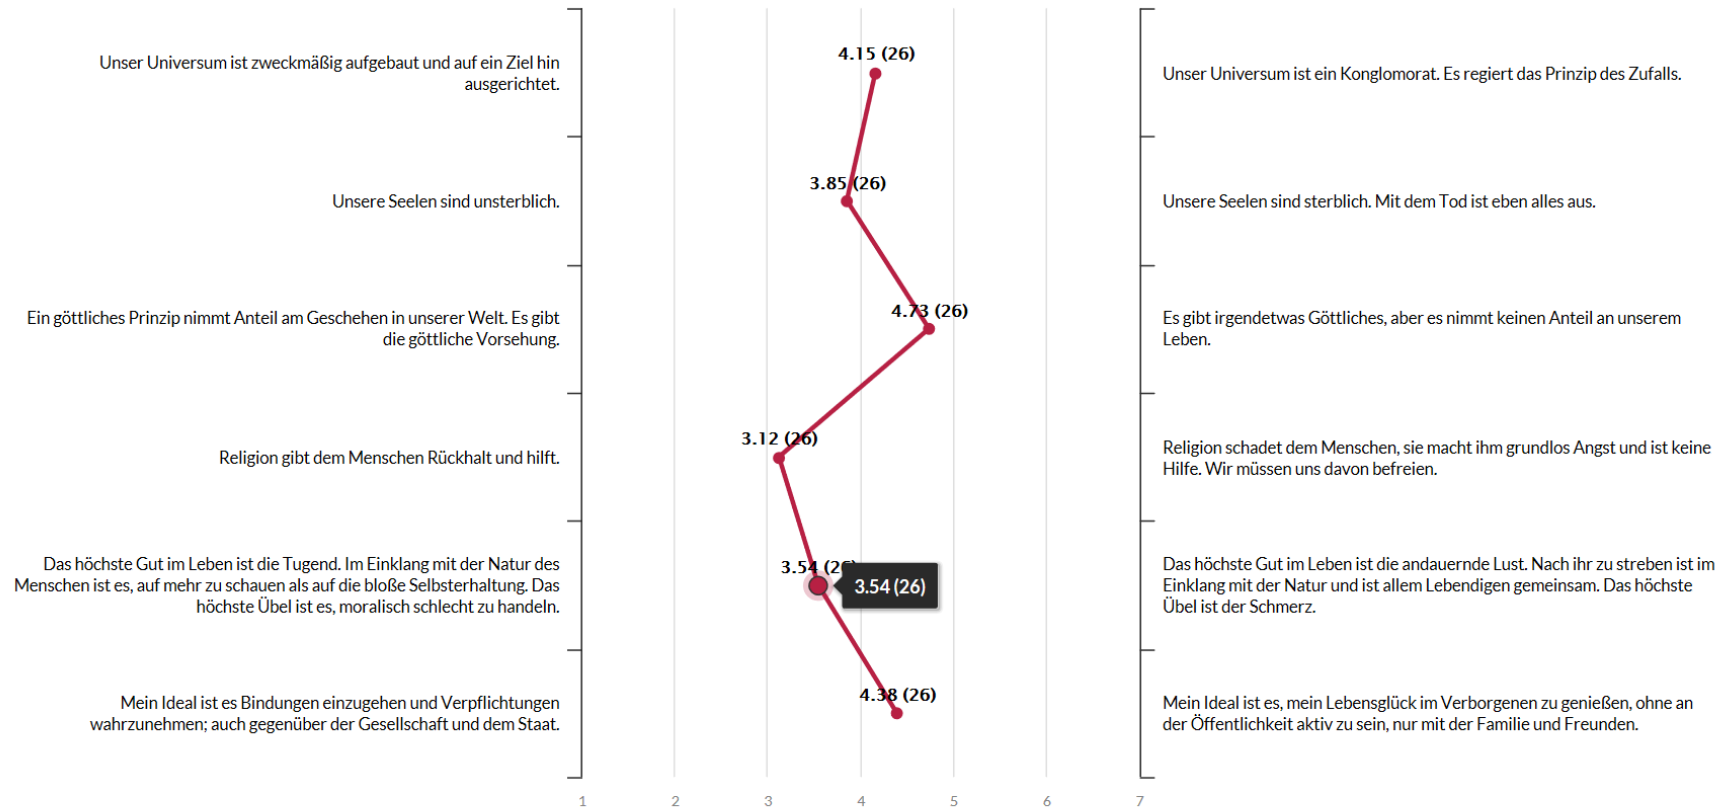 4.15 (26)
Unser Universum ist zweckmäßig aufgebaut und auf ein Ziel hin
ausgerichtet.
Unser Universum ist ein Konglomorat. Es regiert das Prinzip des Zufalls.
3.85 (26)
Unsere Seelen sind unsterblich.
Unsere Seelen sind sterblich. Mit dem Tod ist eben alles aus.
4.73 (26)
Ein göttliches Prinzip nimmt Anteil am Geschehen in unserer Welt. Es gibt
die göttliche Vorsehung.
Es gibt irgendetwas Göttliches, aber es nimmt keinen Anteil an unserem
Leben.
3.12 (26)
Religion gibt dem Menschen Rückhalt und hilft.
Religion schadet dem Menschen, sie macht ihm grundlos Angst und ist keine
Hilfe. Wir müssen uns davon befreien.
3.54 (26)
Das höchste Gut im Leben ist die Tugend. Im Einklang mit der Natur des
Menschen ist es, auf mehr zu schauen als auf die bloße Selbsterhaltung. Das
höchste Übel ist es, moralisch schlecht zu handeln.
3.54 (26)
Das höchste Gut im Leben ist die andauernde Lust. Nach ihr zu streben ist im
Einklang mit der Natur und ist allem Lebendigen gemeinsam. Das höchste
Übel ist der Schmerz.
4.38 (26)
Mein Ideal ist es Bindungen einzugehen und Verpflichtungen
wahrzunehmen; auch gegenüber der Gesellschaft und dem Staat.
Mein Ideal ist es, mein Lebensglück im Verborgenen zu genießen, ohne an
der Öffentlichkeit aktiv zu sein, nur mit der Familie und Freunden.
1 2 3 4 5 6 7